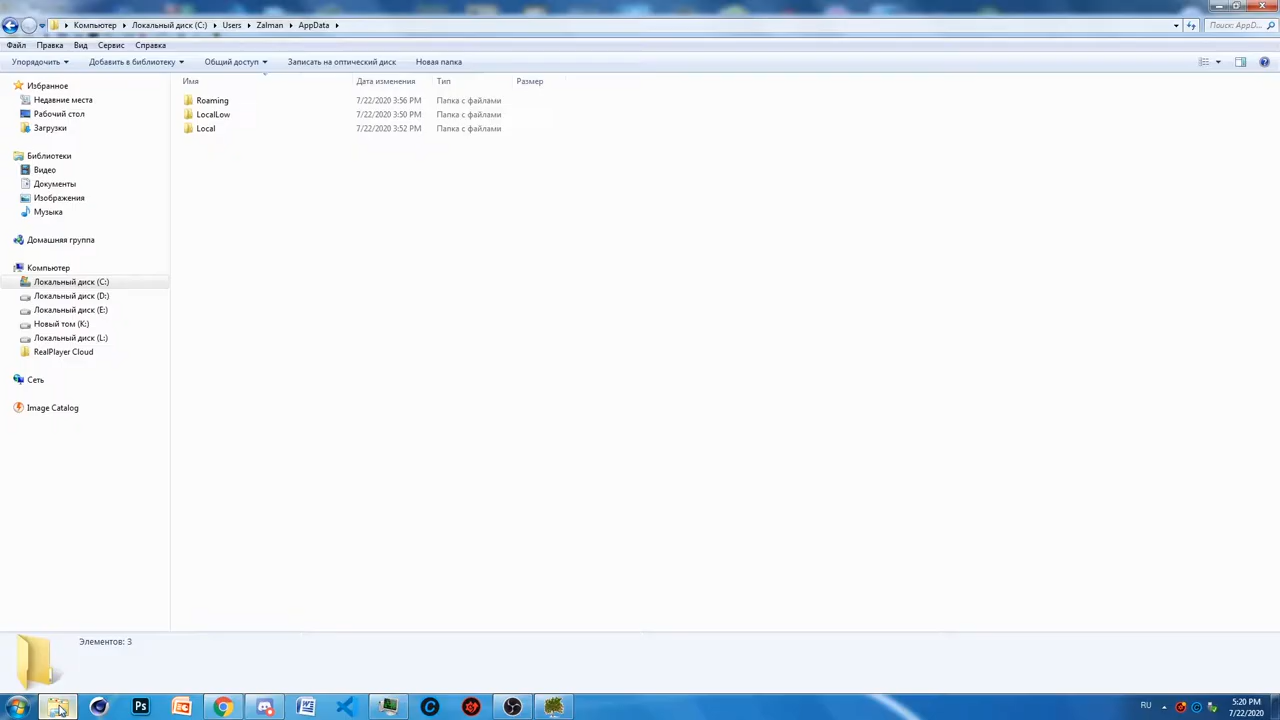 Компьютер ▸ Локальный диск (C:) ▸ Users ▸ Zalman ▸ AppData ▸
Поиск: AppD...
Файл Правка Вид Сервис Справка
Упорядочить Добавить в библиотеку Общий доступ Записать на оптический диск Новая папка
Имя Дата изменения Тип Размер
Roaming 7/22/2020 3:56 PM Папка с файлами
LocalLow 7/22/2020 3:50 PM Папка с файлами
Local 7/22/2020 3:52 PM Папка с файлами
Избранное
Недавние места
Рабочий стол
Загрузки
Библиотеки
Видео
Документы
Изображения
Музыка
Домашняя группа
Компьютер
Локальный диск (C:)
Локальный диск (D:)
Локальный диск (E:)
Новый том (K:)
Локальный диск (L:)
RealPlayer Cloud
Сеть
Image Catalog
Элементов: 3
Ps
RU
5:20 PM
7/22/2020